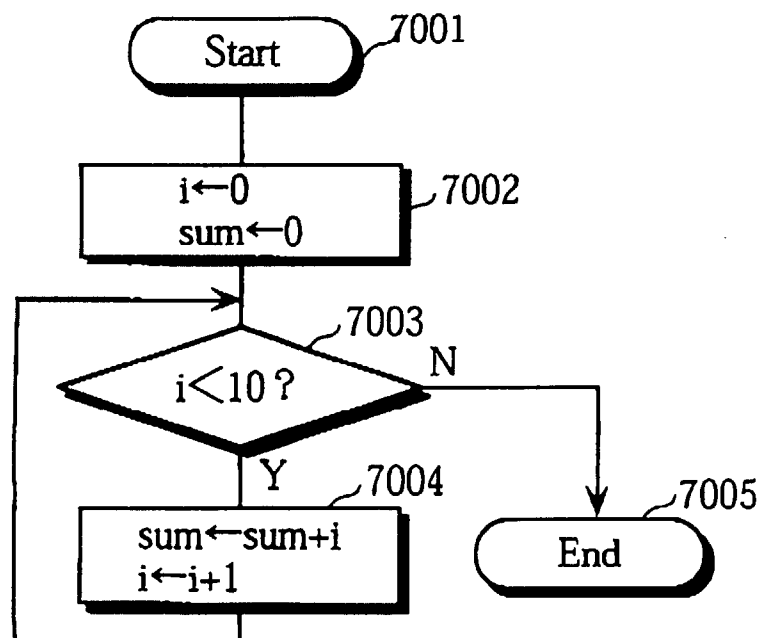 Start
7001
i←0
sum←0
7002
7003
i<10?
N
Y
7004
sum←sum+i
i←i+1
7005
End